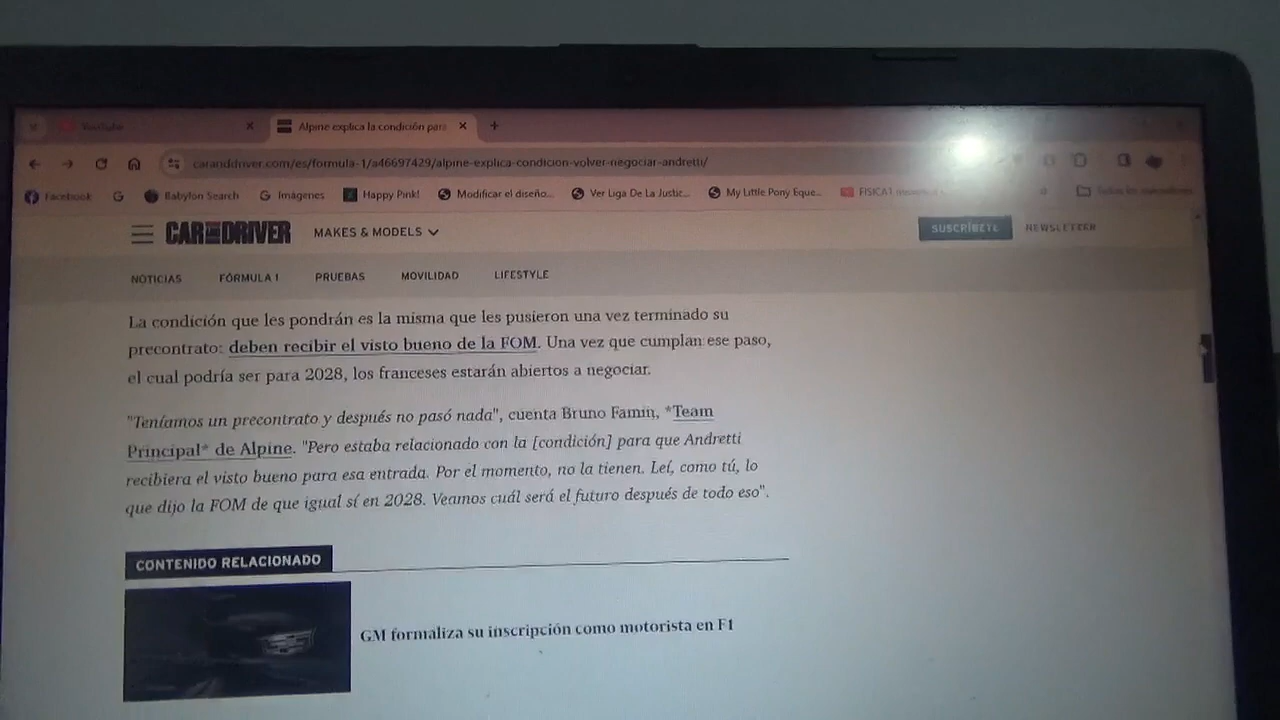 YouTube
Alpine explica la condición para
caranddriver.com/es/formula-1/a46697429/alpine-explica-condicion-volver-negociar-andretti/
Facebook G Babylon Search G Imágenes Happy Pink! Modificar el diseño... Ver Liga De La Justic... My Little Pony Eque... FISICA1
CAR AND DRIVER MAKES & MODELS SUSCRÍBETE NEWSLETTER
NOTICIAS FÓRMULA 1 PRUEBAS MOVILIDAD LIFESTYLE
La condición que les pondrán es la misma que les pusieron una vez terminado su
precontrato: deben recibir el visto bueno de la FOM. Una vez que cumplan ese paso,
el cual podría ser para 2028, los franceses estarán abiertos a negociar.
"Teníamos un precontrato y después no pasó nada", cuenta Bruno Famin, *Team
Principal* de Alpine. "Pero estaba relacionado con la [condición] para que Andretti
recibiera el visto bueno para esa entrada. Por el momento, no la tienen. Leí, como tú, lo
que dijo la FOM de que igual sí en 2028. Veamos cuál será el futuro después de todo eso".
CONTENIDO RELACIONADO
GM formaliza su inscripción como motorista en F1